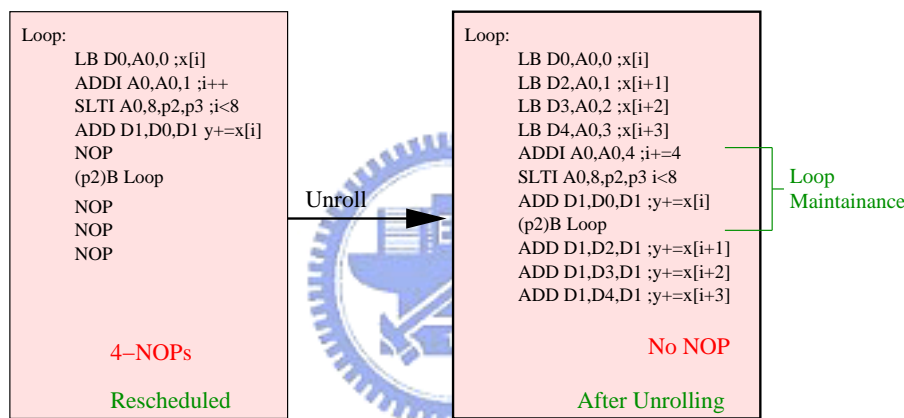 Loop:
LB D0,A0,0 ;x[i]
ADDI A0,A0,1 ;i++
SLTI A0,8,p2,p3 ;i<8
ADD D1,D0,D1 y+=x[i]
NOP
(p2)B Loop
NOP
NOP
NOP
4−NOPs
Rescheduled
Unroll
Loop:
LB D0,A0,0 ;x[i]
LB D2,A0,1 ;x[i+1]
LB D3,A0,2 ;x[i+2]
LB D4,A0,3 ;x[i+3]
ADDI A0,A0,4 ;i+=4
SLTI A0,8,p2,p3 i<8
ADD D1,D0,D1 ;y+=x[i]
(p2)B Loop
ADD D1,D2,D1 ;y+=x[i+1]
ADD D1,D3,D1 ;y+=x[i+2]
ADD D1,D4,D1 ;y+=x[i+3]
No NOP
After Unrolling
Loop
Maintainance